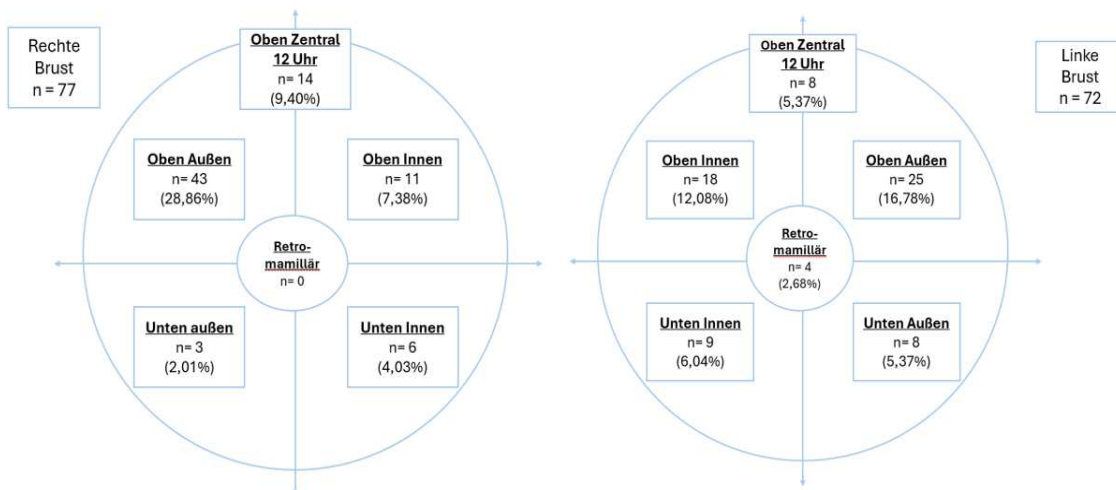 Rechte
Brust
n = 77
Oben Zentral
12 Uhr
n= 14
(9,40%)
Oben Außen
n= 43
(28,86%)
Oben Innen
n= 11
(7,38%)
Retro-
mamillär
n= 0
Unten außen
n= 3
(2,01%)
Unten Innen
n= 6
(4,03%)
Oben Zentral
12 Uhr
n= 8
(5,37%)
Linke
Brust
n = 72
Oben Innen
n= 18
(12,08%)
Oben Außen
n= 25
(16,78%)
Retro-
mamillär
n= 4
(2,68%)
Unten Innen
n= 9
(6,04%)
Unten Außen
n= 8
(5,37%)